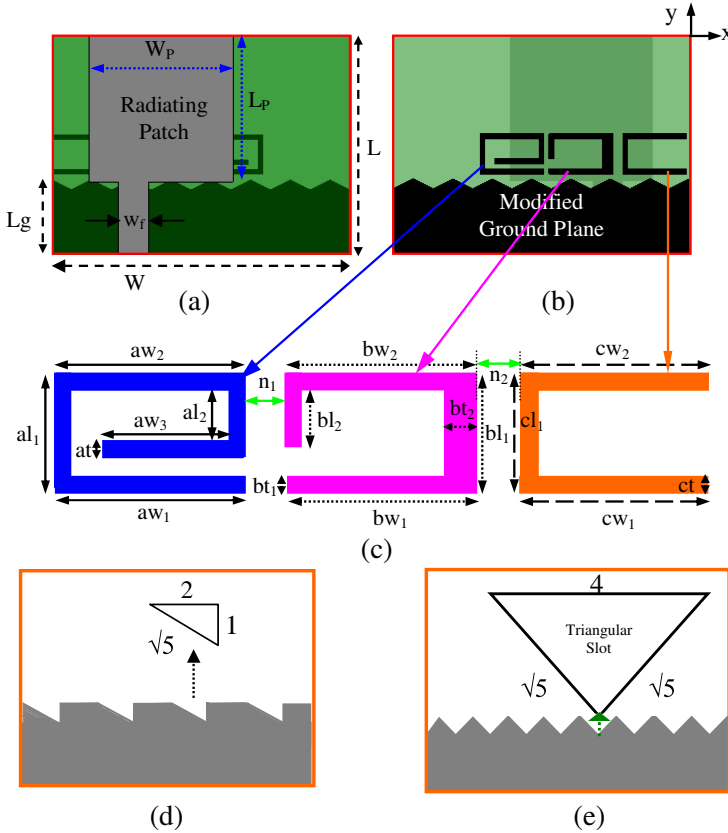 y
x
W_P
L_P
Radiating
Patch
L
Lg
w_f
W
Modified
Ground Plane
(a)
(b)
aw_2
bw_2
cw_2
n_1
n_2
al_1
al_2
aw_3
at
bl_2
bt_2
bl_1
cl_1
bt_1
ct
aw_1
bw_1
cw_1
(c)
2
1
√5
4
Triangular
Slot
√5
√5
(d)
(e)